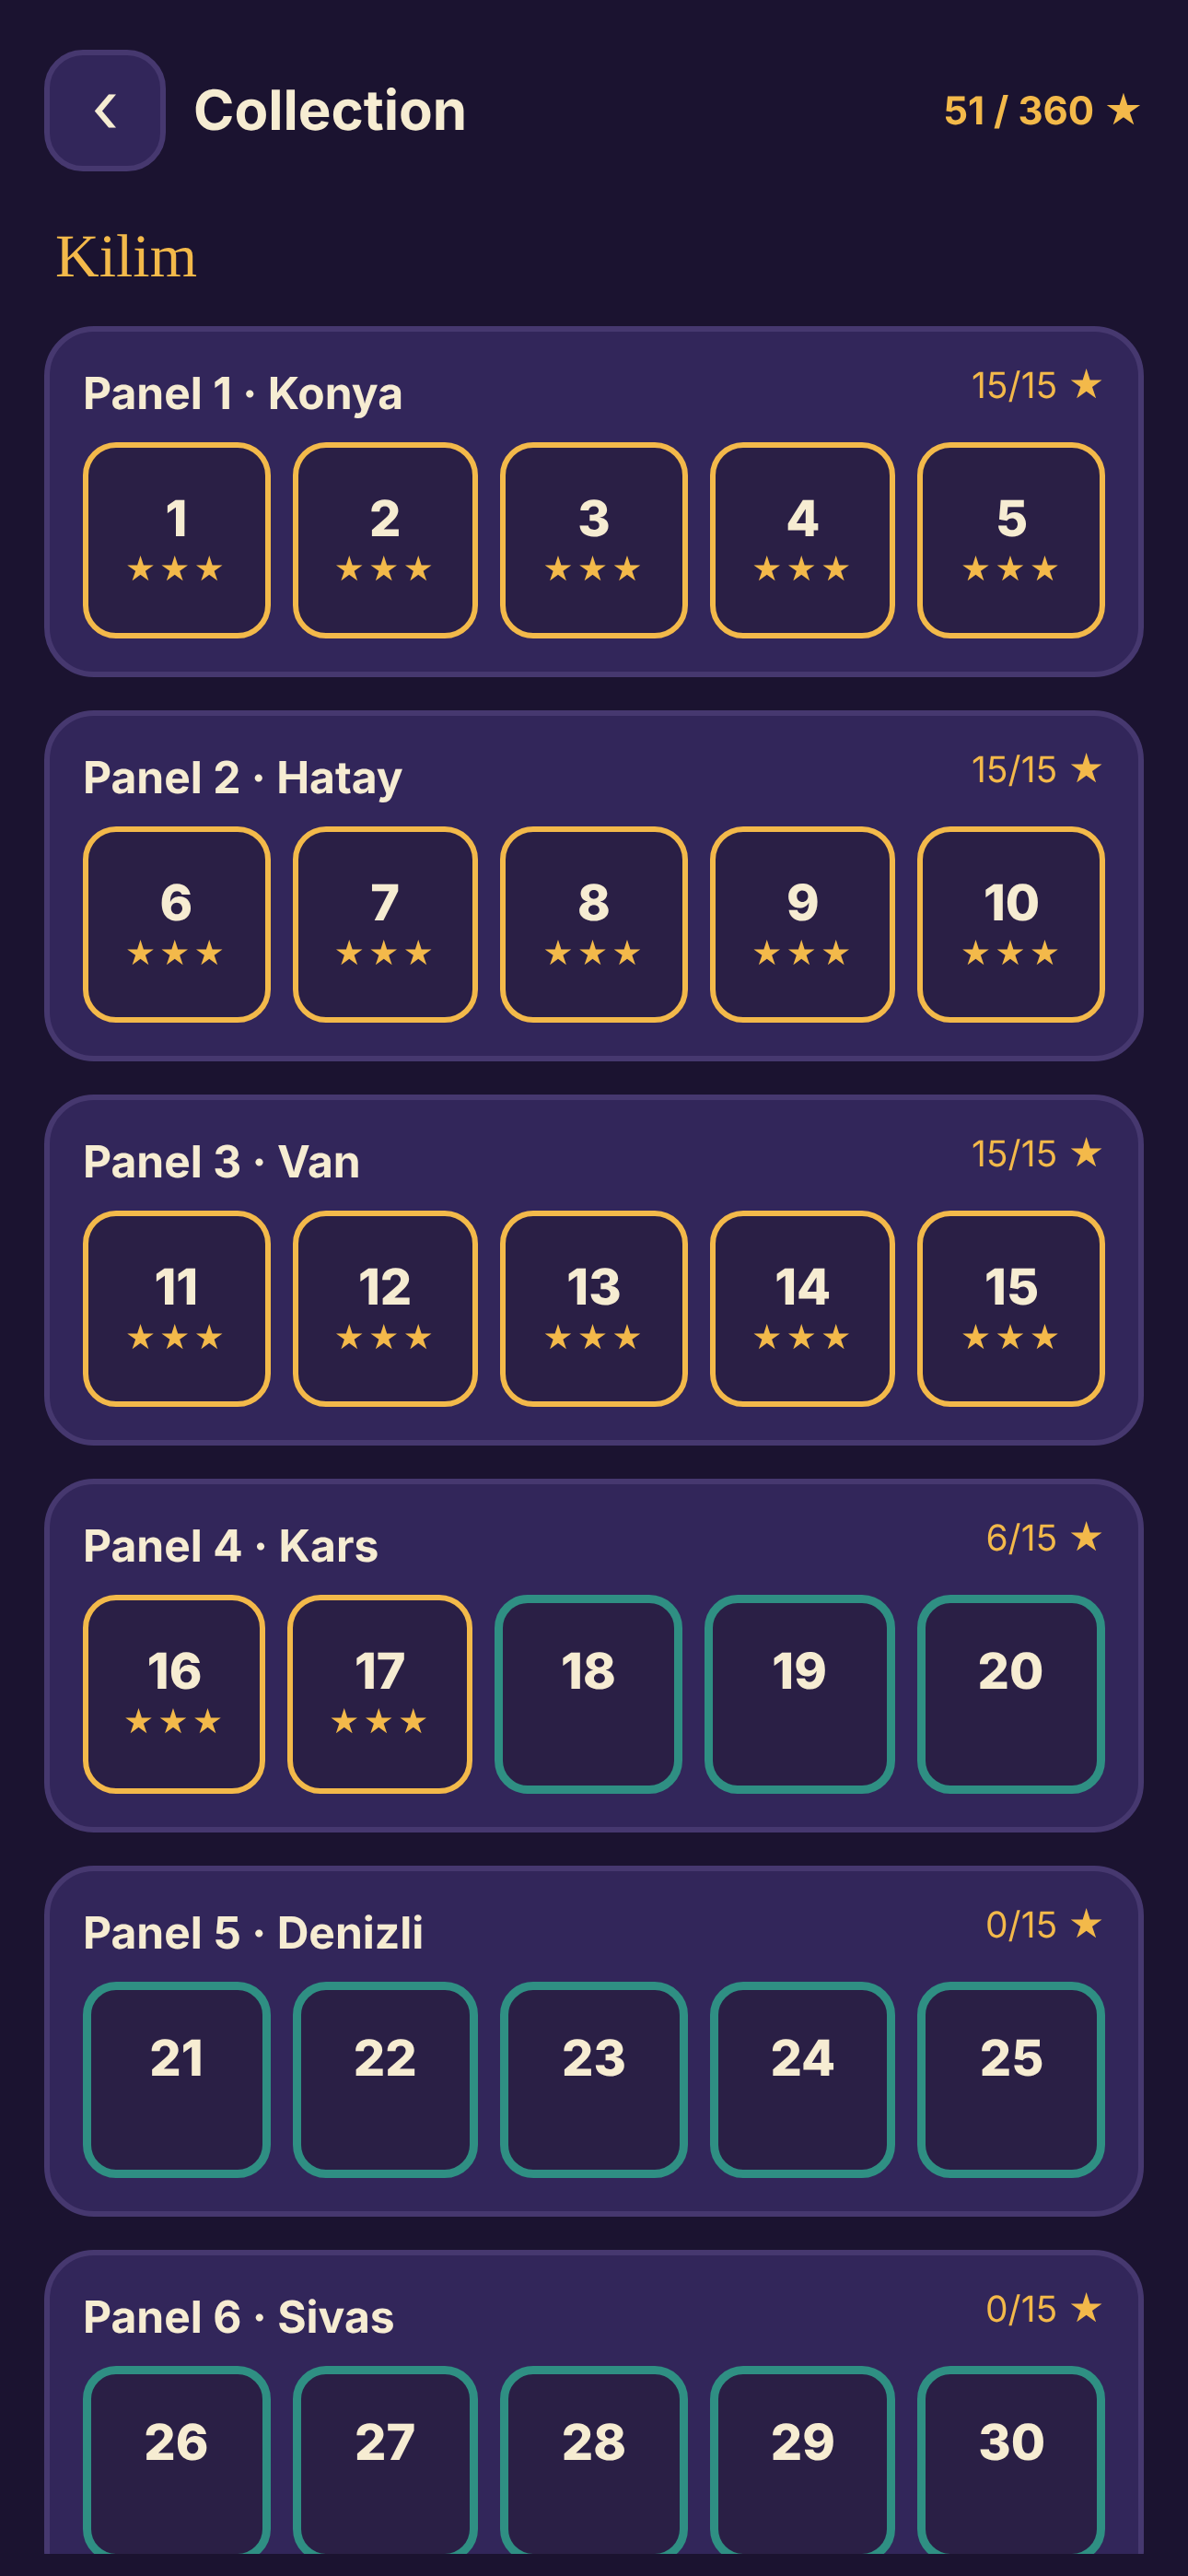 ‹ Collection 51 / 360 ★
Kilim
Panel 1 · Konya 15/15 ★
1 2 3 4 5
★★★ ★★★ ★★★ ★★★ ★★★
Panel 2 · Hatay 15/15 ★
6 7 8 9 10
★★★ ★★★ ★★★ ★★★ ★★★
Panel 3 · Van 15/15 ★
11 12 13 14 15
★★★ ★★★ ★★★ ★★★ ★★★
Panel 4 · Kars 6/15 ★
16 17 18 19 20
★★★ ★★★
Panel 5 · Denizli 0/15 ★
21 22 23 24 25
Panel 6 · Sivas 0/15 ★
26 27 28 29 30